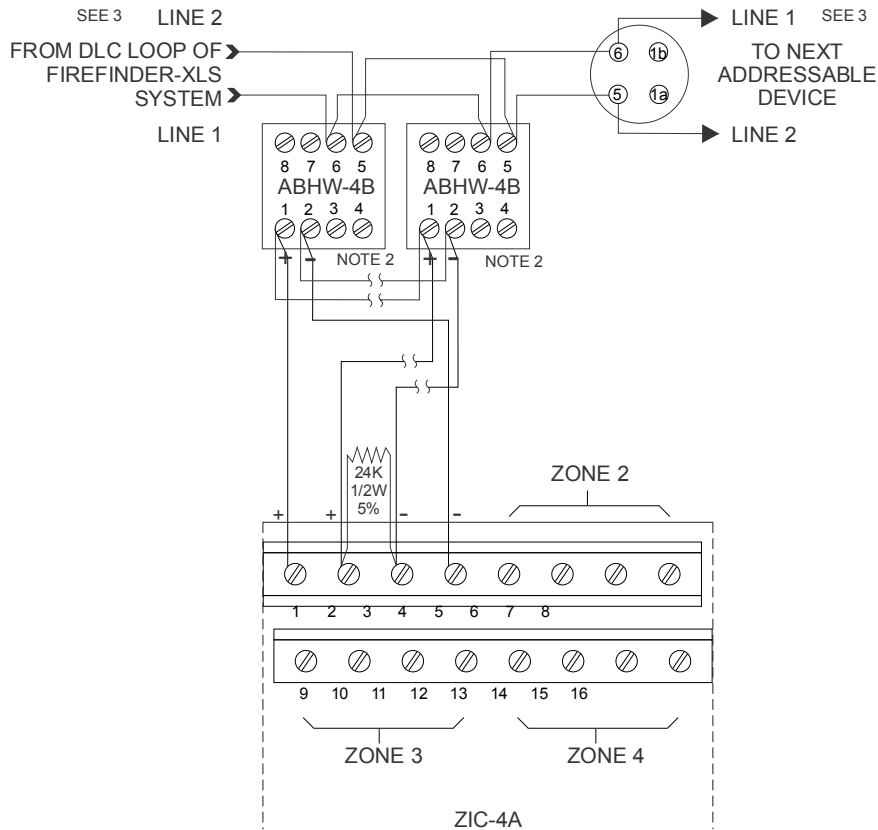 SEE 3 LINE 2
LINE 1 SEE 3
FROM DLC LOOP OF
FIREFINDER-XLS
SYSTEM
LINE 1
6 1b
5 1a
TO NEXT
ADDRESSABLE
DEVICE
LINE 2
8 7 6 5
ABHW-4B
1 2 3 4
+ -
NOTE 2
8 7 6 5
ABHW-4B
1 2 3 4
+ -
NOTE 2
24K
1/2W
5%
ZONE 2
+ + - -
1 2 3 4 5 6 7 8
9 10 11 12 13 14 15 16
ZONE 3 ZONE 4
ZIC-4A